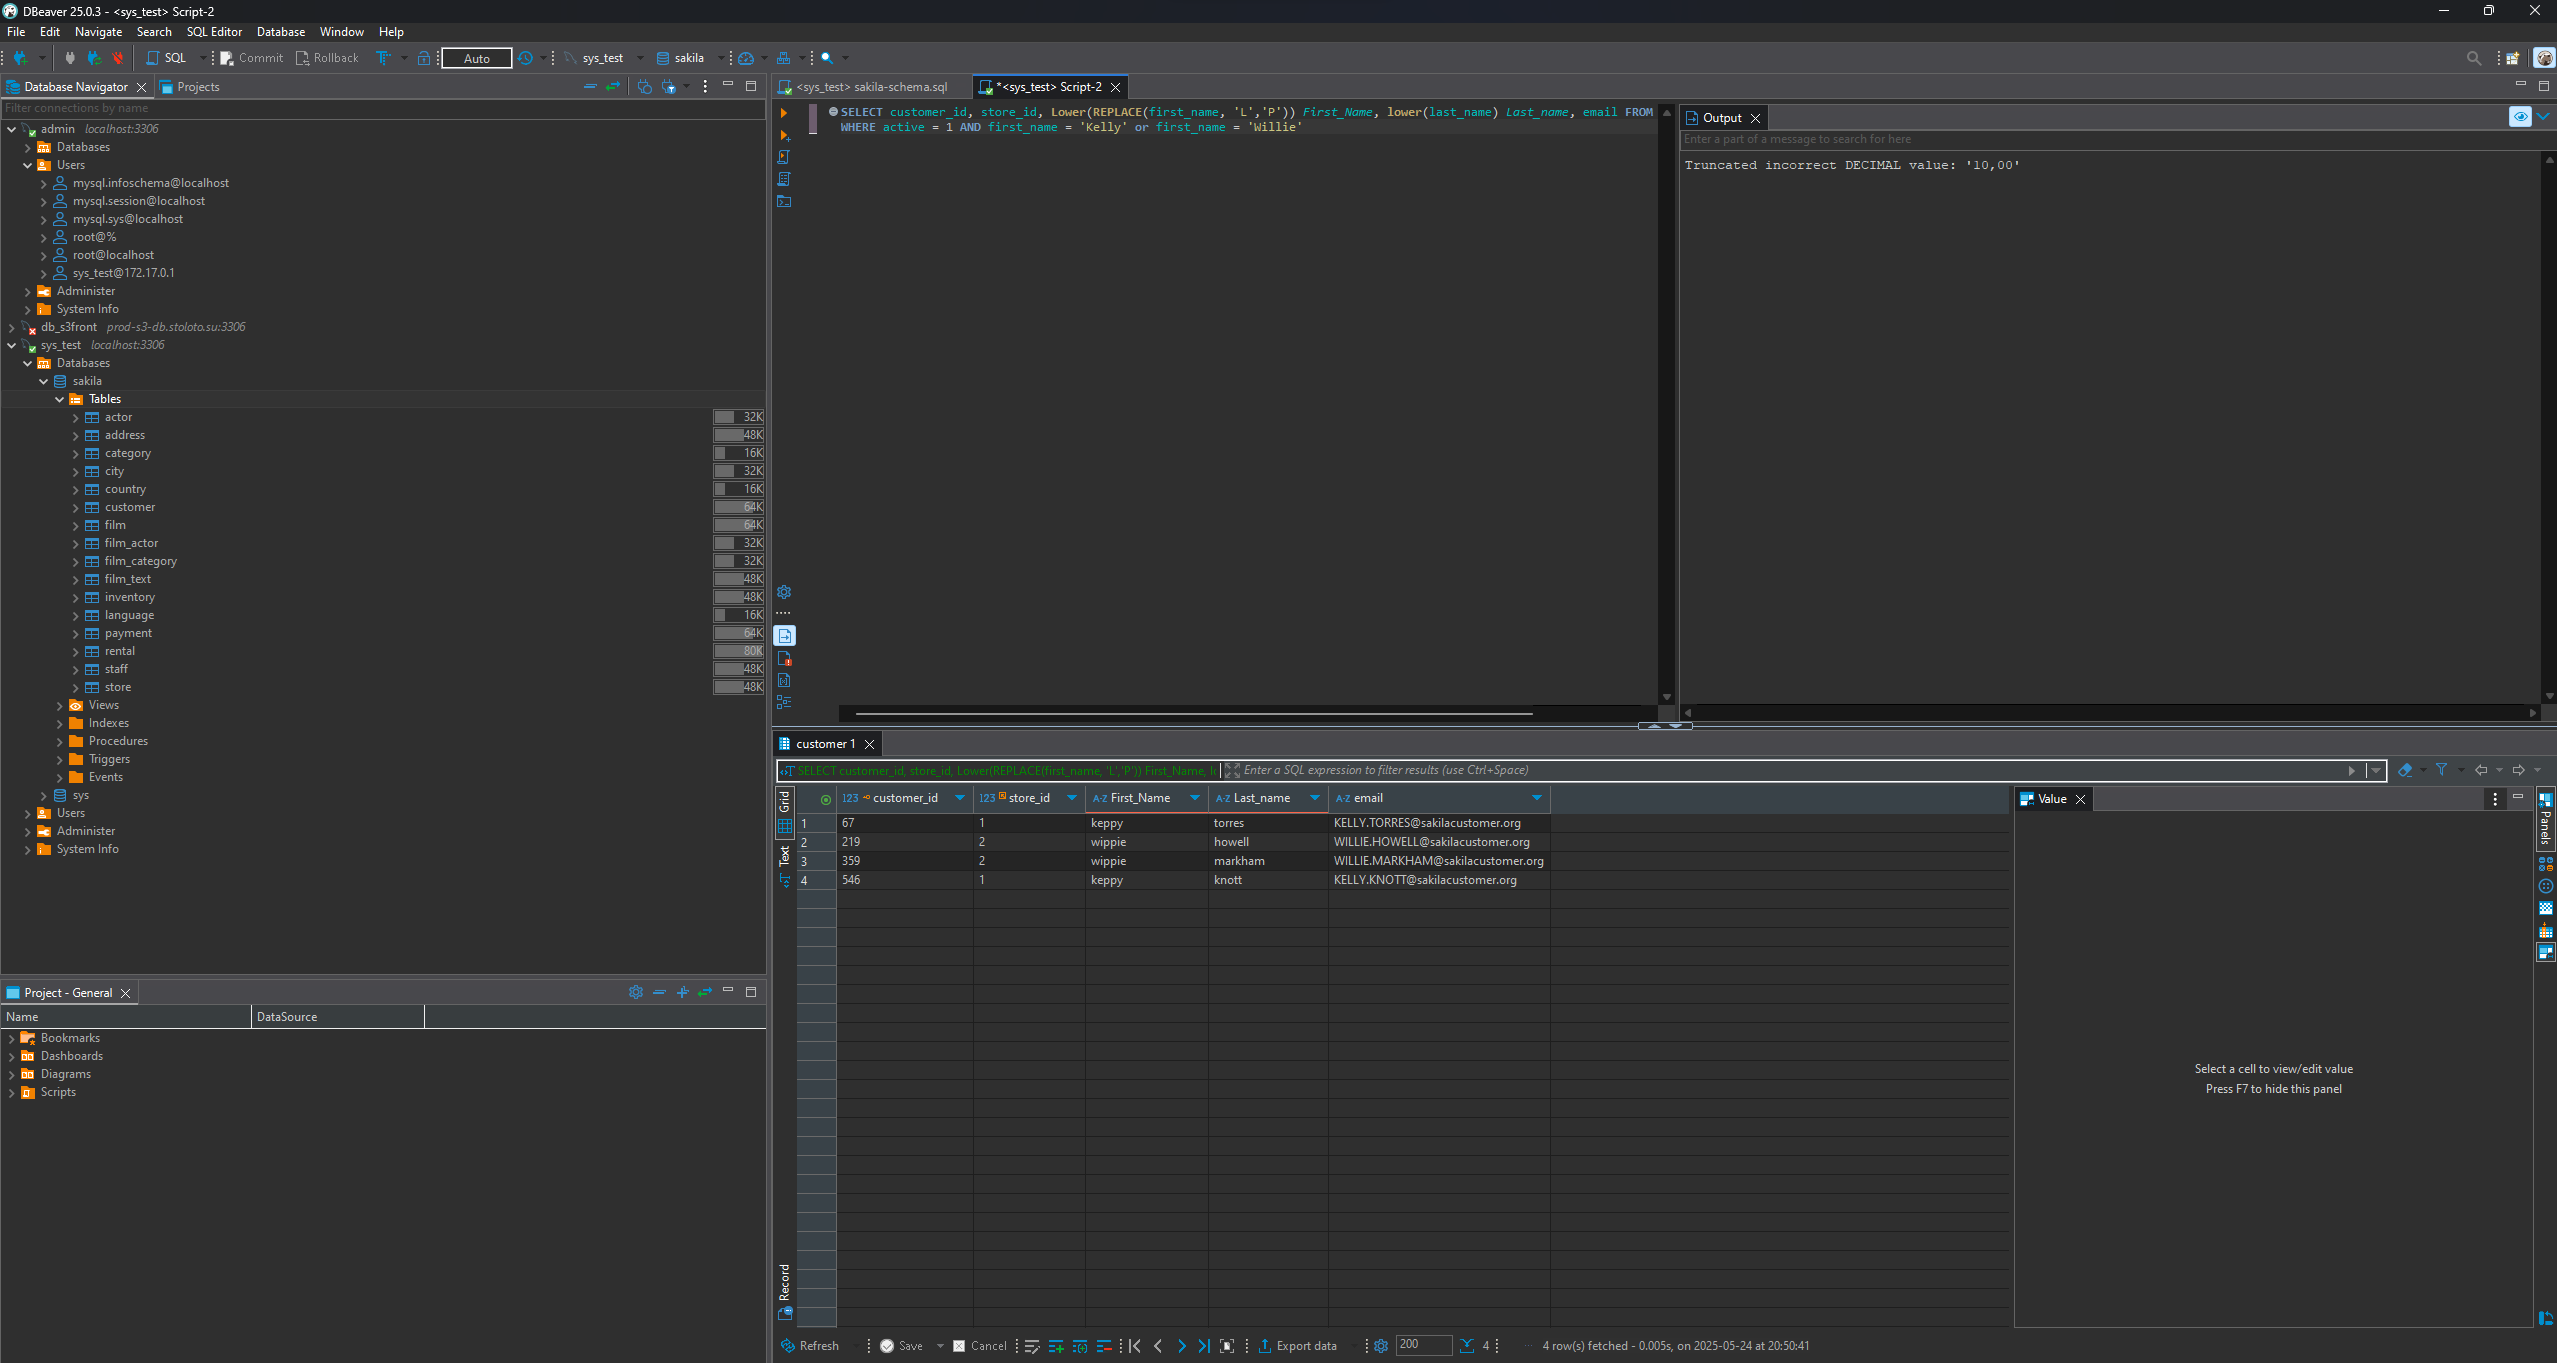 DBeaver 25.0.3 - <sys_test> Script-2
File Edit Navigate Search SQL Editor Database Window Help
SQL Commit Rollback Auto sys_test sakila
Database Navigator Projects
Filter connections by name
admin localhost:3306
Databases
Users
mysql.infoschema@localhost
mysql.session@localhost
mysql.sys@localhost
root@%
root@localhost
sys_test@172.17.0.1
Administer
System Info
db_s3front prod-s3-db.stoloto.su:3306
sys_test localhost:3306
Databases
sakila
Tables
actor 32K
address 48K
category 16K
city 32K
country 16K
customer 64K
film 64K
film_actor 32K
film_category 32K
film_text 48K
inventory 48K
language 16K
payment 64K
rental 80K
staff 48K
store 48K
Views
Indexes
Procedures
Triggers
Events
sys
Users
Administer
System Info
Project - General
Name DataSource
Bookmarks
Dashboards
Diagrams
Scripts
<sys_test> sakila-schema.sql *<sys_test> Script-2
SELECT customer_id, store_id, Lower(REPLACE(first_name, 'L','P')) First_Name, lower(last_name) Last_name, email FROM
WHERE active = 1 AND first_name = 'Kelly' or first_name = 'Willie'
Output
Enter a part of a message to search for here
Truncated incorrect DECIMAL value: '10,00'
customer 1
SELECT customer_id, store_id, Lower(REPLACE(first_name, 'L','P')) First_Name, lo Enter a SQL expression to filter results (use Ctrl+Space)
Grid
Text
Record
123 customer_id 123 store_id A-Z First_Name A-Z Last_name A-Z email
1 67 1 keppy torres KELLY.TORRES@sakilacustomer.org
2 219 2 wippie howell WILLIE.HOWELL@sakilacustomer.org
3 359 2 wippie markham WILLIE.MARKHAM@sakilacustomer.org
4 546 1 keppy knott KELLY.KNOTT@sakilacustomer.org
Value
Panels
Select a cell to view/edit value
Press F7 to hide this panel
Refresh Save Cancel Export data 200 4 4 row(s) fetched - 0.005s, on 2025-05-24 at 20:50:41